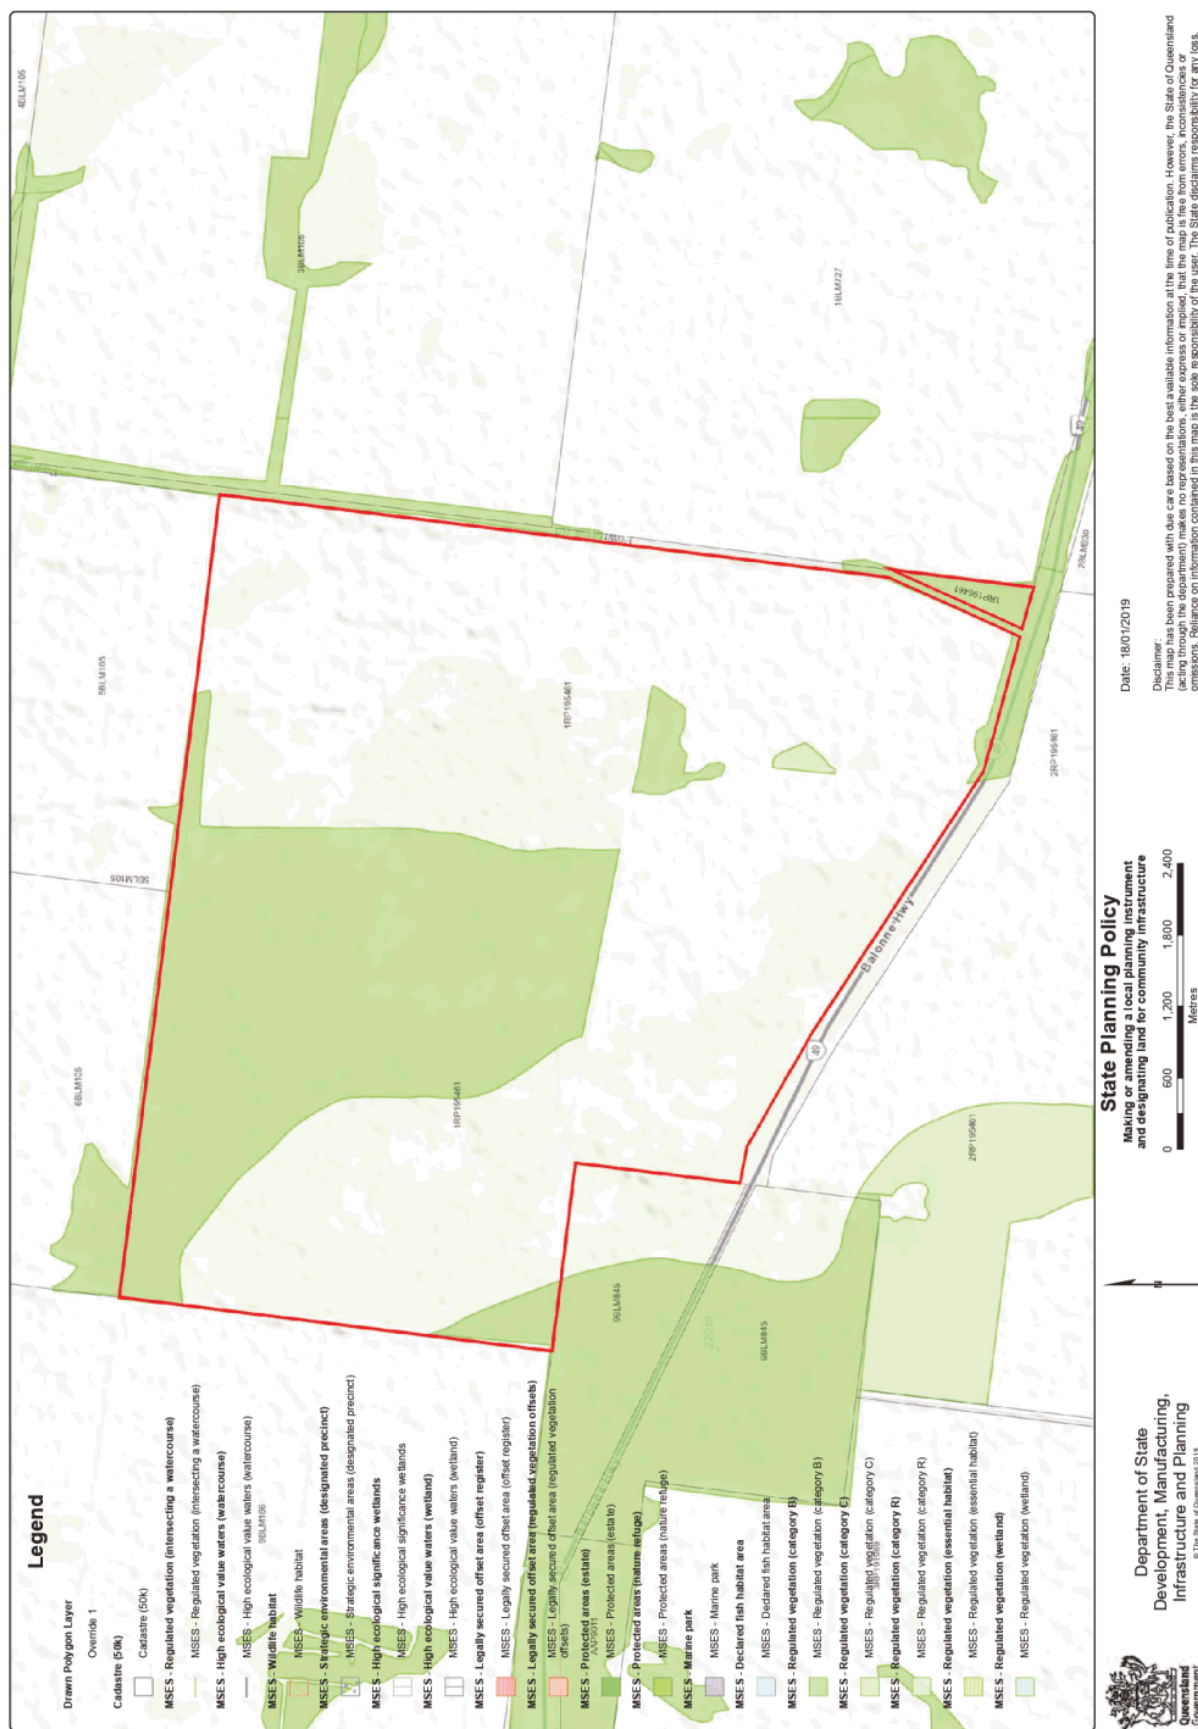 Legend
Drawn Polygon Layer
Override 1
Cadastre (50k)
Cadastre (50k)
MSES - Regulated vegetation (intersecting a watercourse)
MSES - Regulated vegetation (intersecting a watercourse)
MSES - High ecological value waters (watercourse)
MSES - High ecological value waters (watercourse)
MSES - Wildlife habitat
MSES - Wildlife habitat
MSES - Strategic environmental areas (designated precinct)
MSES - Strategic environmental areas (designated precinct)
MSES - High ecological significance wetlands
MSES - High ecological significance wetlands
MSES - High ecological value waters (wetland)
MSES - High ecological value waters (wetland)
MSES - Legally secured offset area (offset register)
MSES - Legally secured offset area (offset register)
MSES - Legally secured offset area (regulated vegetation offsets)
MSES - Legally secured offset area (regulated vegetation
offsets)
MSES - Protected areas (estate)
MSES - Protected areas (estate)
MSES - Protected areas (nature refuge)
MSES - Protected areas (nature refuge)
MSES - Marine park
MSES - Marine park
MSES - Declared fish habitat area
MSES - Declared fish habitat area
MSES - Regulated vegetation (category B)
MSES - Regulated vegetation (category B)
MSES - Regulated vegetation (category C)
MSES - Regulated vegetation (category C)
MSES - Regulated vegetation (category R)
MSES - Regulated vegetation (category R)
MSES - Regulated vegetation (essential habitat)
MSES - Regulated vegetation (essential habitat)
MSES - Regulated vegetation (wetland)
MSES - Regulated vegetation (wetland)
6BLM105
5BLM105
5BLM105
4BLM105
3BLM105
1BLM727
1RP195461
1RP195461
1RP195461
9BLM845
220 m
9BLM845
2RP195461
2RP195461
2BLM830
Balonne Hwy
49
49
Queensland
Government
Department of State
Development, Manufacturing,
Infrastructure and Planning
© The State of Queensland 2019.
N
State Planning Policy
Making or amending a local planning instrument
and designating land for community infrastructure
0 600 1,200 1,800 2,400
Metres
Date: 18/01/2019
Disclaimer:
This map has been prepared with due care based on the best available information at the time of publication. However, the State of Queensland
(acting through the department) makes no representations, either express or implied, that the map is free from errors, inconsistencies or
omissions. Reliance on information contained in this map is the sole responsibility of the user. The State disclaims responsibility for any loss,